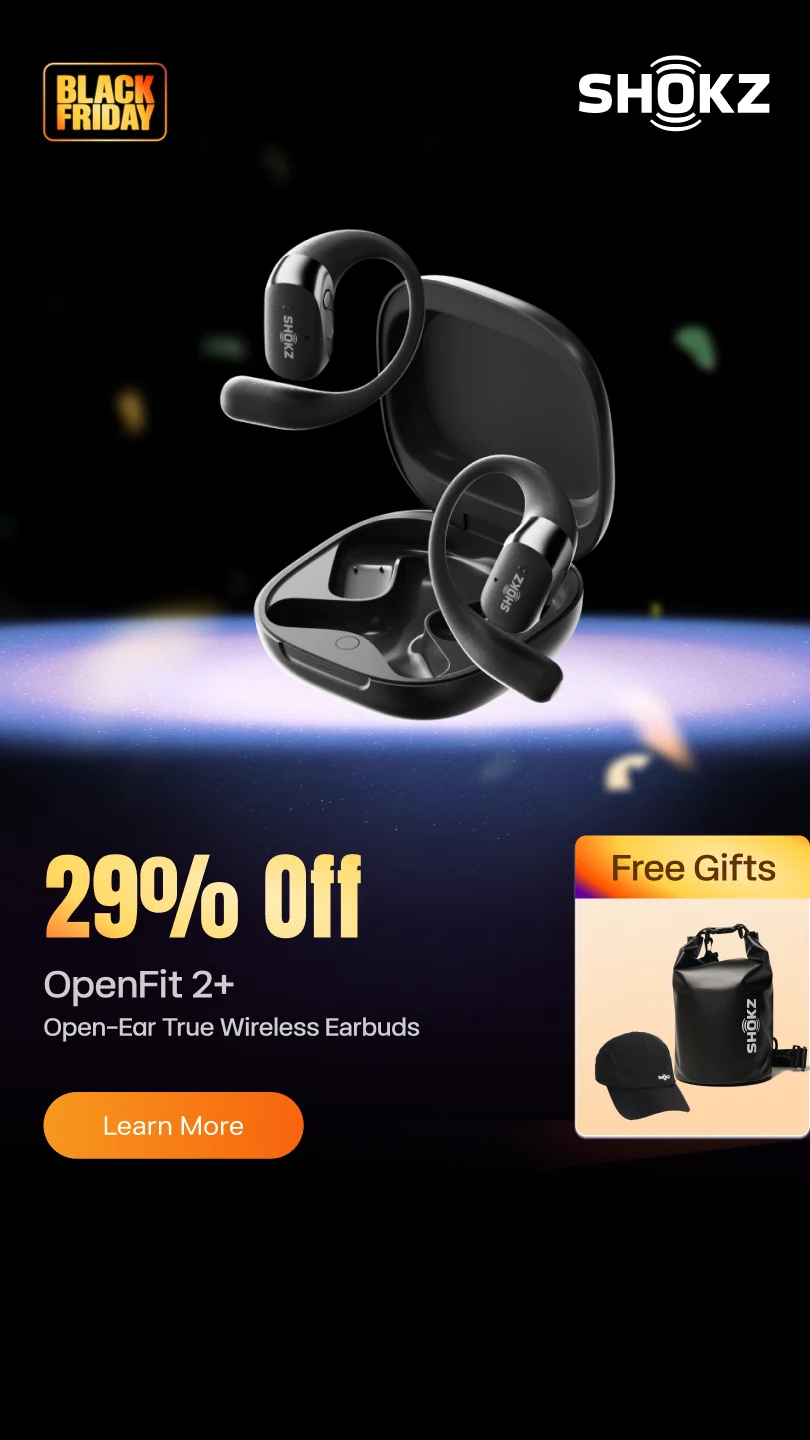 BLACK
FRIDAY
SHOKZ
SHOKZ
SHOKZ
29% Off
OpenFit 2+
Open-Ear True Wireless Earbuds
Learn More
Free Gifts
SHOKZ
SHOKZ